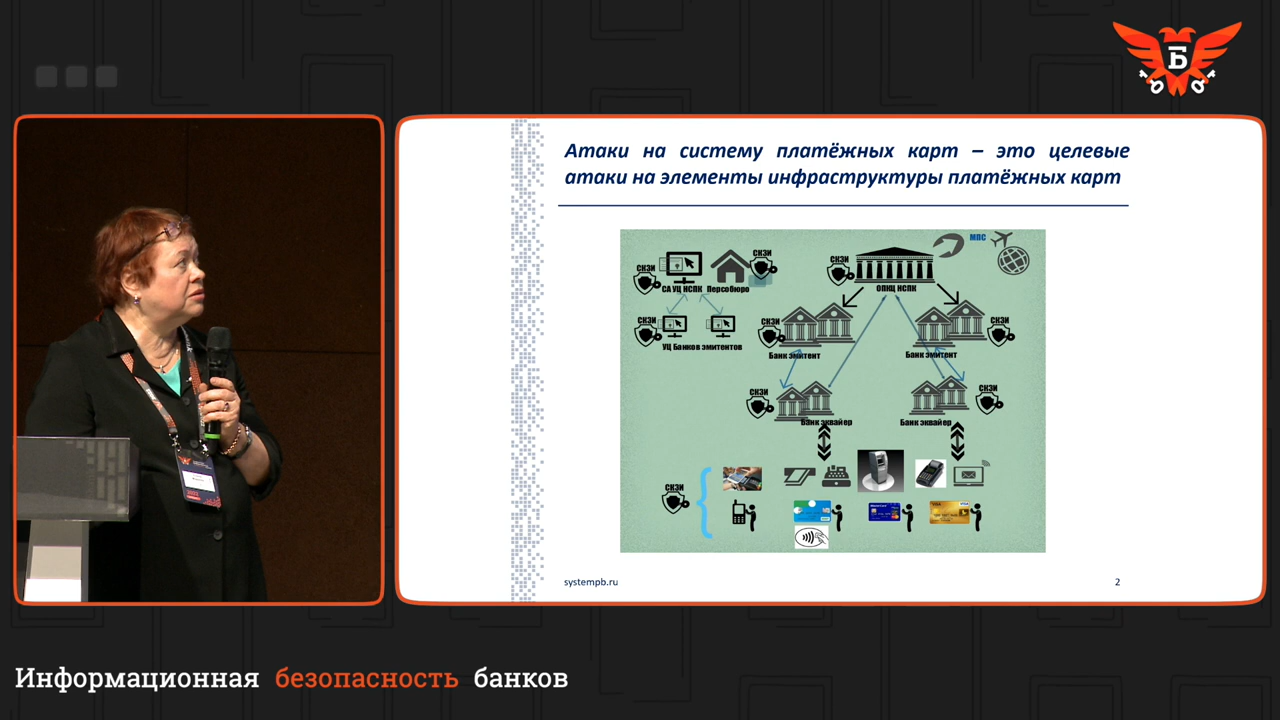 Б
Атаки на систему платёжных карт – это целевые
атаки на элементы инфраструктуры платёжных карт
МПС
СКЗИ
СКЗИ
СКЗИ
СА УЦ НСПК
Персобюро
ОПКЦ НСПК
СКЗИ
УЦ Банков эмитентов
СКЗИ
Банк эмитент
Банк эмитент
СКЗИ
СКЗИ
Банк эквайер
Банк эквайер
СКЗИ
СКЗИ
systempb.ru
2
Информационная безопасность банков